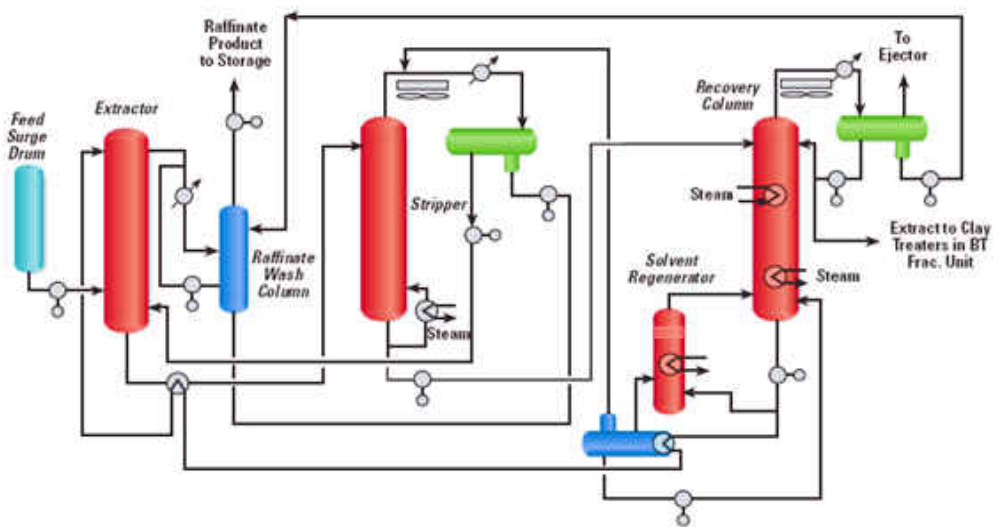 Raffinate
Product
to Storage
To
Ejector
Extractor
Recovery
Column
Feed
Surge
Drum
Steam
Stripper
Extract to Clay
Treaters in BT
Frac. Unit
Raffinate
Wash
Column
Solvent
Regenerator
Steam
Steam